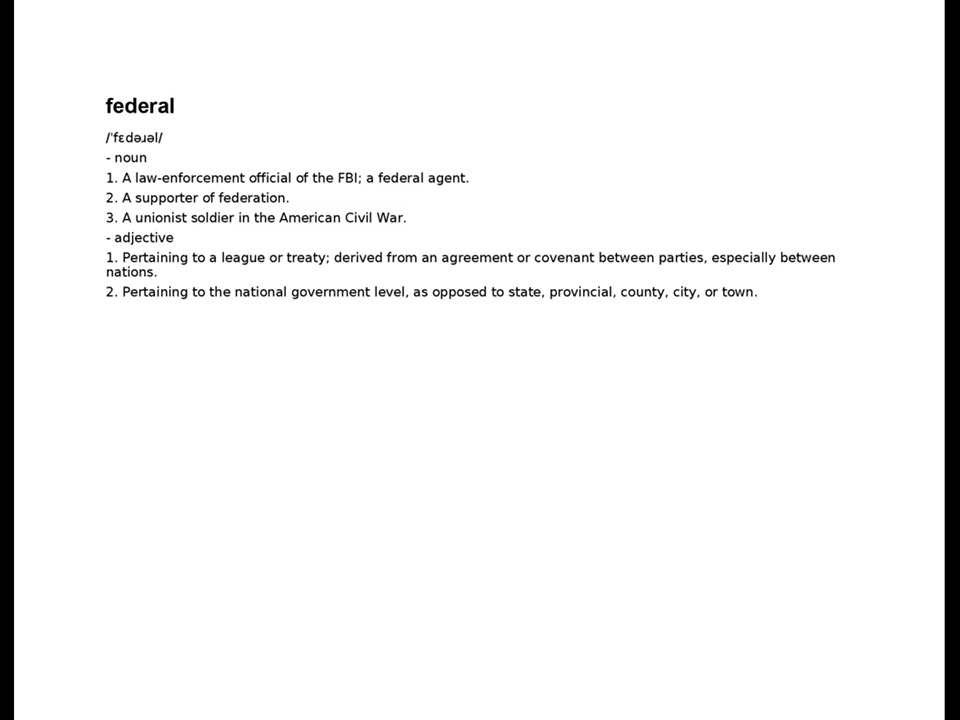 federal
/ˈfɛdəɹəl/
- noun
1. A law-enforcement official of the FBI; a federal agent.
2. A supporter of federation.
3. A unionist soldier in the American Civil War.
- adjective
1. Pertaining to a league or treaty; derived from an agreement or covenant between parties, especially between
nations.
2. Pertaining to the national government level, as opposed to state, provincial, county, city, or town.